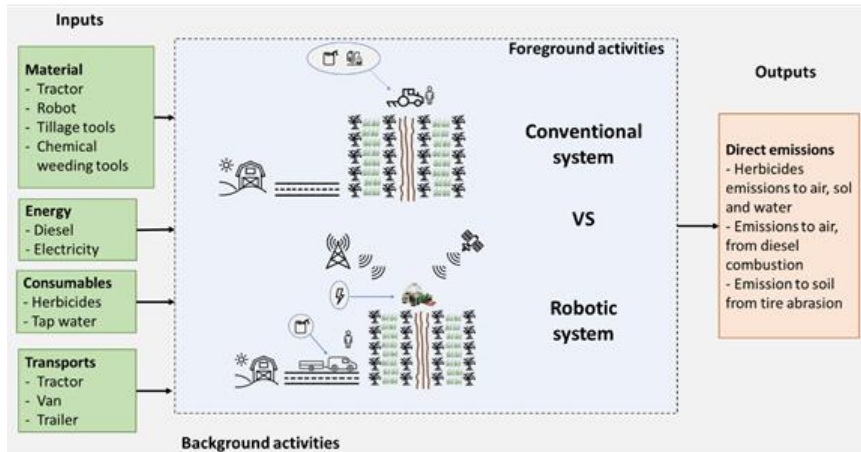 Inputs
Material
- Tractor
- Robot
- Tillage tools
- Chemical
weeding tools
Energy
- Diesel
- Electricity
Consumables
- Herbicides
- Tap water
Transports
- Tractor
- Van
- Trailer
Foreground activities
Conventional
system
VS
Robotic
system
Background activities
Outputs
Direct emissions
- Herbicides
emissions to air, sol
and water
- Emissions to air,
from diesel
combustion
- Emission to soil
from tire abrasion